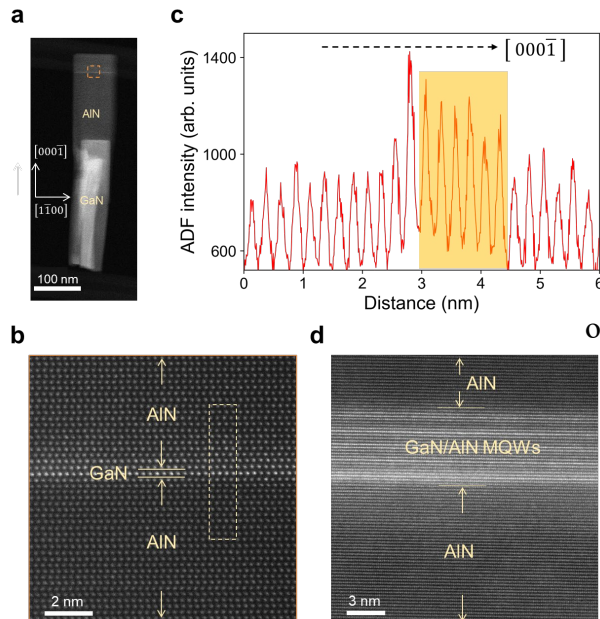 a
AlN
[0001̄]
GaN
[11̄00]
100 nm
c
ADF intensity (arb. units)
1400
1000
600
[0001̄]
0 1 2 3 4 5 6
Distance (nm)
b
AlN
GaN
AlN
2 nm
d
O
AlN
GaN/AlN MQWs
AlN
3 nm